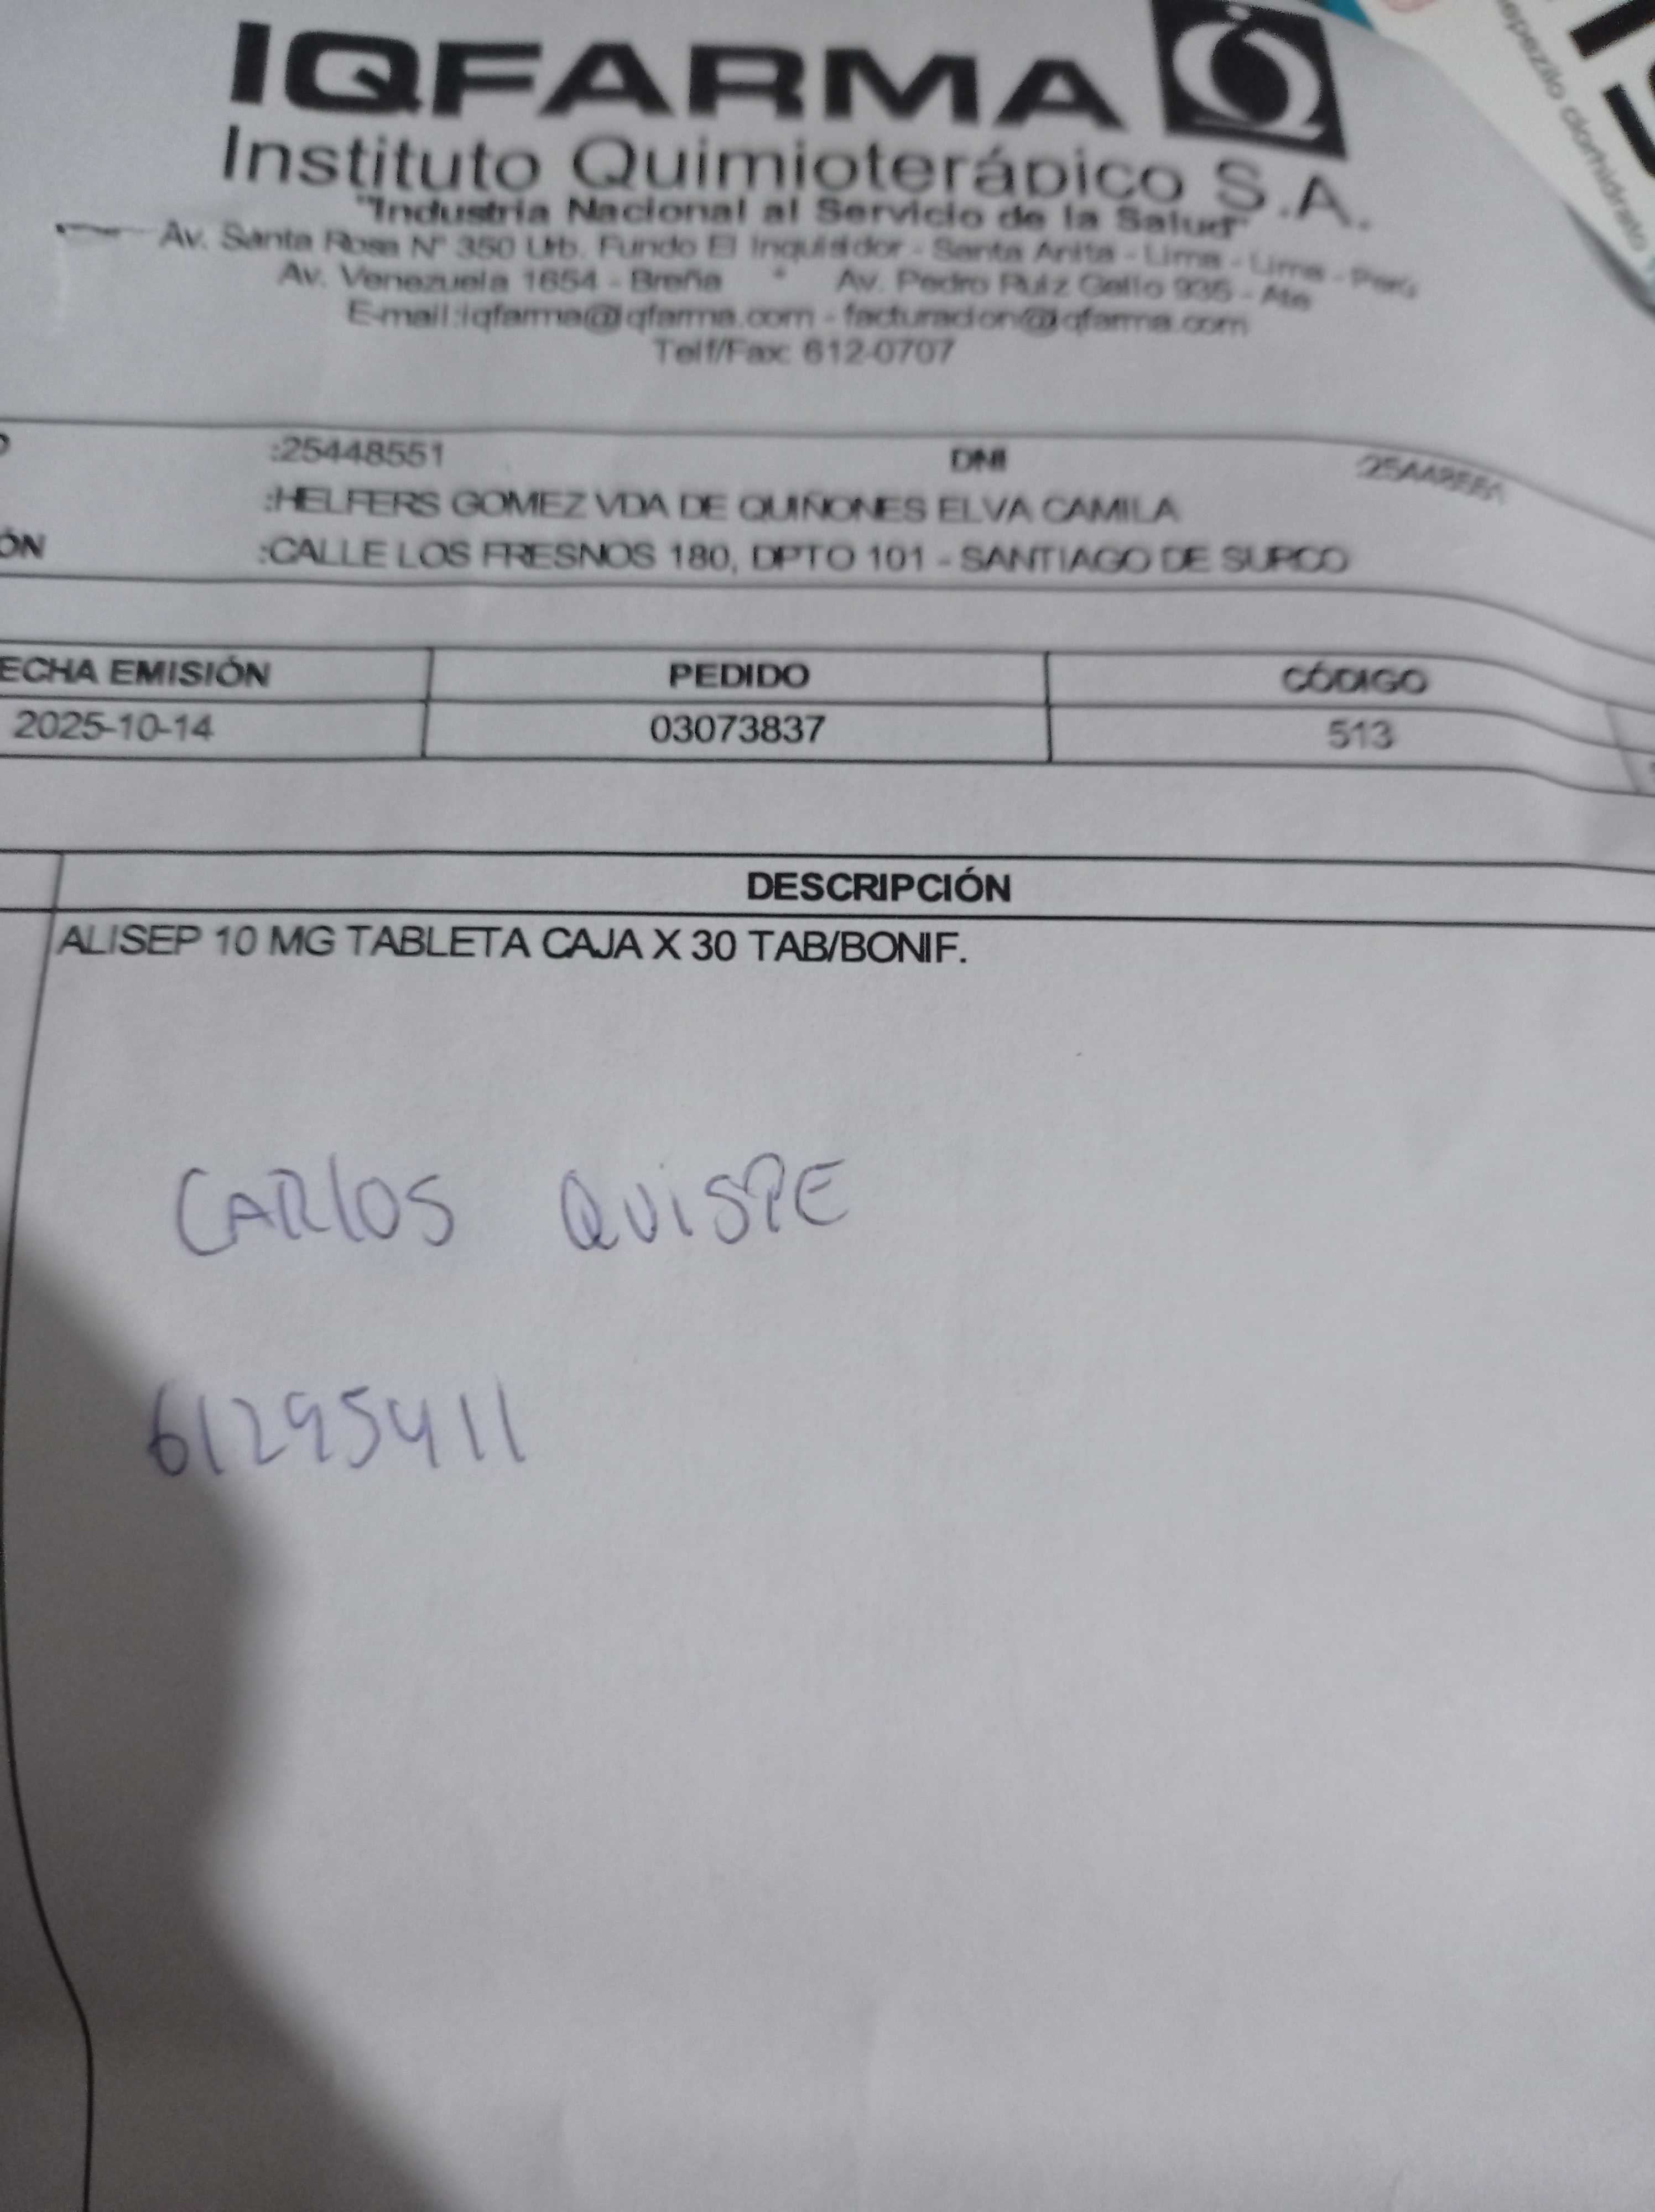 IQFARMA
Instituto Quimioterápico S.A.
"Industria Nacional al Servicio de la Salud"
Av. Santa Rosa N° 350 Urb. Fundo El Inquisidor - Santa Anita - Lima - Lima - Perú
Av. Venezuela 1654 - Breña * Av. Pedro Ruiz Gallo 935 - Ate
E-mail:iqfarma@iqfarma.com - facturacion@iqfarma.com
Telf/Fax: 612-0707
:25448551 DNI :25448551
:HELFERS GOMEZ VDA DE QUIÑONES ELVA CAMILA
ÓN :CALLE LOS FRESNOS 180, DPTO 101 - SANTIAGO DE SURCO
ECHA EMISIÓN PEDIDO CÓDIGO
2025-10-14 03073837 513
DESCRIPCIÓN
ALISEP 10 MG TABLETA CAJA X 30 TAB/BONIF.
CARlOS QUiSPE
61295411
epezilo clorhidrato